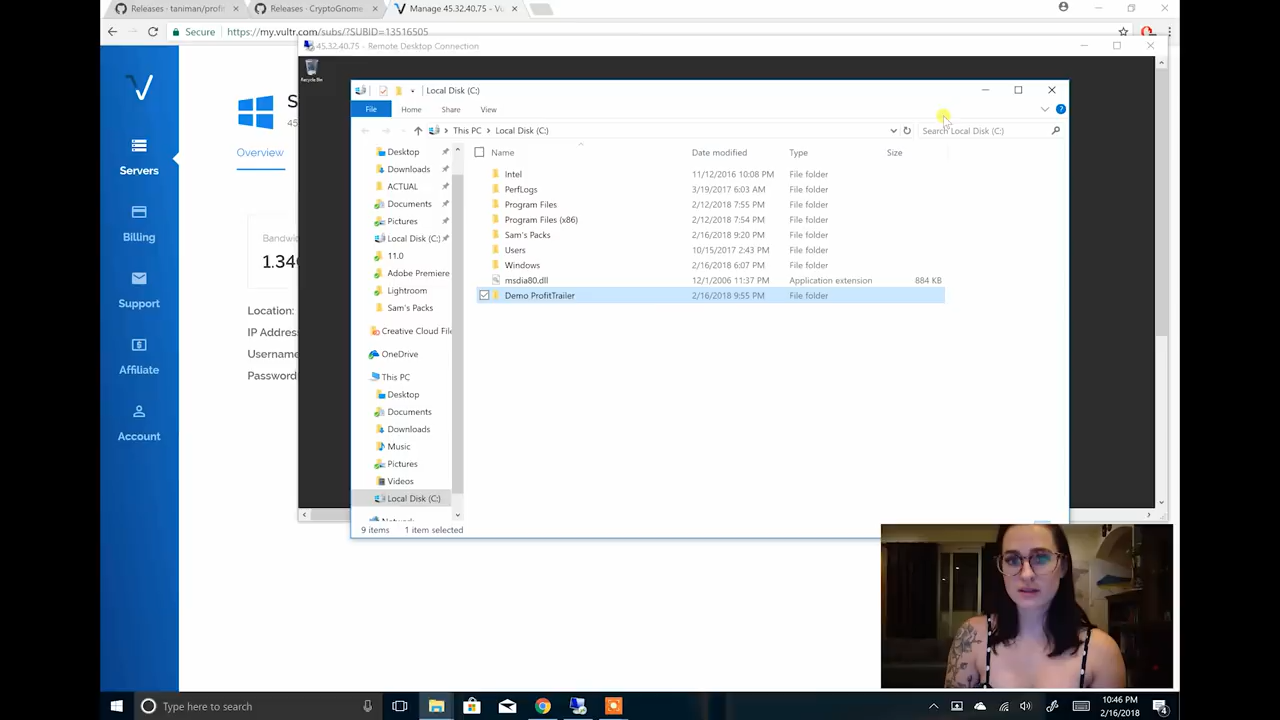 Releases · taniman/profi
Releases · CryptoGnome
Manage 45.32.40.75 - Vu
Secure
https://my.vultr.com/subs/?SUBID=13516505
45.32.40.75 - Remote Desktop Connection
Recycle Bin
Servers
Billing
Support
Affiliate
Account
S
45
Overview
Bandwid
1.340
Location:
IP Address
Username
Password:
Local Disk (C:)
File
Home
Share
View
This PC
Local Disk (C:)
Search Local Disk (C:)
Desktop
Downloads
ACTUAL
Documents
Pictures
Local Disk (C:)
11.0
Adobe Premiere
Lightroom
Sam's Packs
Creative Cloud File
OneDrive
This PC
Desktop
Documents
Downloads
Music
Pictures
Videos
Local Disk (C:)
Name Date modified Type Size
Intel 11/12/2016 10:08 PM File folder
PerfLogs 3/19/2017 6:03 AM File folder
Program Files 2/12/2018 7:55 PM File folder
Program Files (x86) 2/12/2018 7:54 PM File folder
Sam's Packs 2/16/2018 9:20 PM File folder
Users 10/15/2017 2:43 PM File folder
Windows 2/16/2018 6:07 PM File folder
msdia80.dll 12/1/2006 11:37 PM Application extension 884 KB
Demo ProfitTrailer 2/16/2018 9:55 PM File folder
9 items 1 item selected
Type here to search
10:46 PM
2/16/2018
4